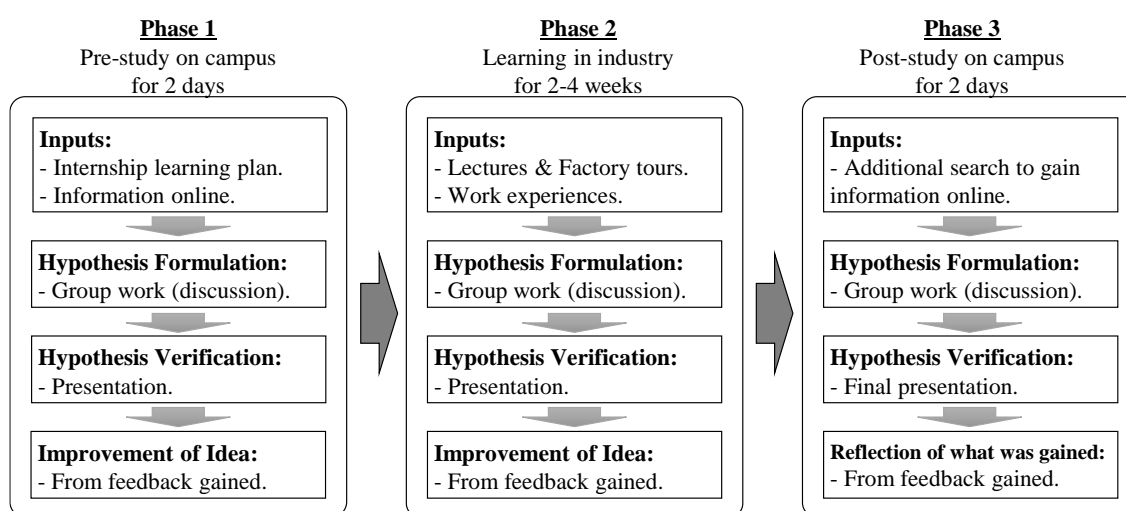 Phase 1
Pre-study on campus
for 2 days
Inputs:
- Internship learning plan.
- Information online.
Hypothesis Formulation:
- Group work (discussion).
Hypothesis Verification:
- Presentation.
Improvement of Idea:
- From feedback gained.
Phase 2
Learning in industry
for 2-4 weeks
Inputs:
- Lectures & Factory tours.
- Work experiences.
Hypothesis Formulation:
- Group work (discussion).
Hypothesis Verification:
- Presentation.
Improvement of Idea:
- From feedback gained.
Phase 3
Post-study on campus
for 2 days
Inputs:
- Additional search to gain
information online.
Hypothesis Formulation:
- Group work (discussion).
Hypothesis Verification:
- Final presentation.
Reflection of what was gained:
- From feedback gained.